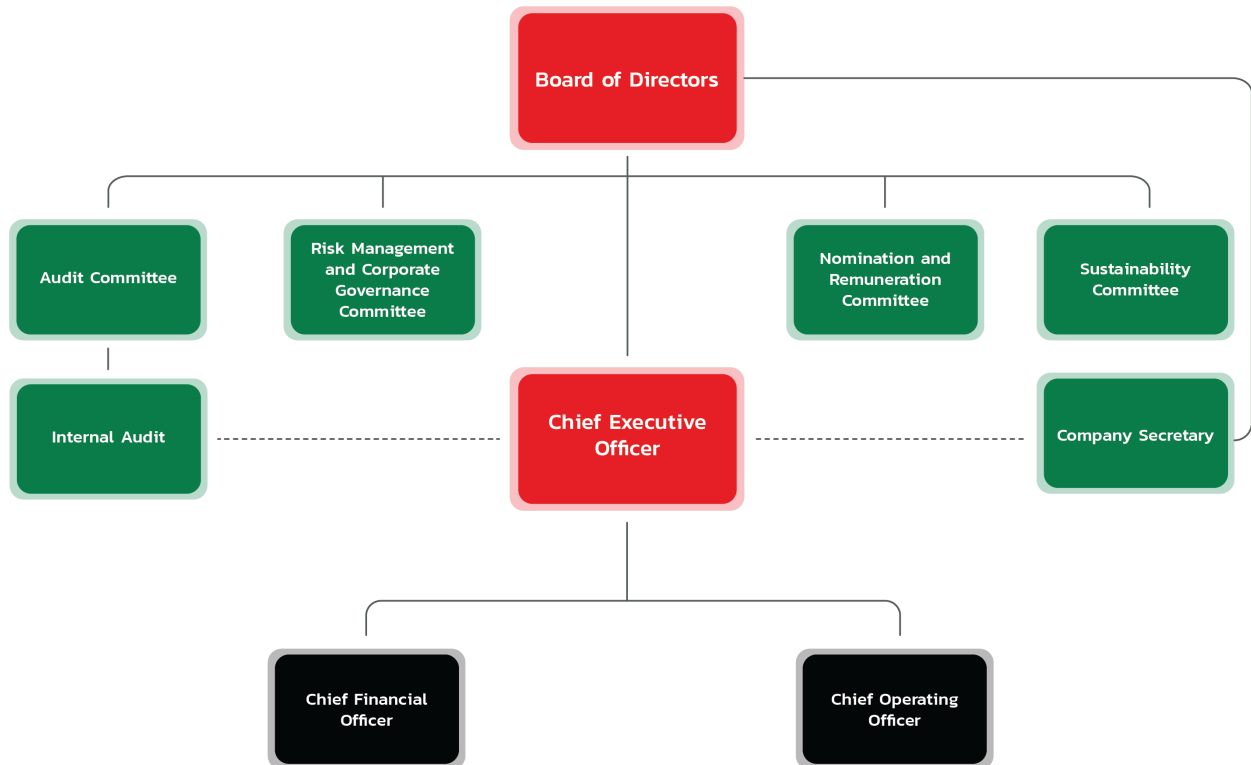 Board of Directors
Audit Committee
Risk Management
and Corporate
Governance
Committee
Nomination and
Remuneration
Committee
Sustainability
Committee
Internal Audit
Chief Executive
Officer
Company Secretary
Chief Financial
Officer
Chief Operating
Officer